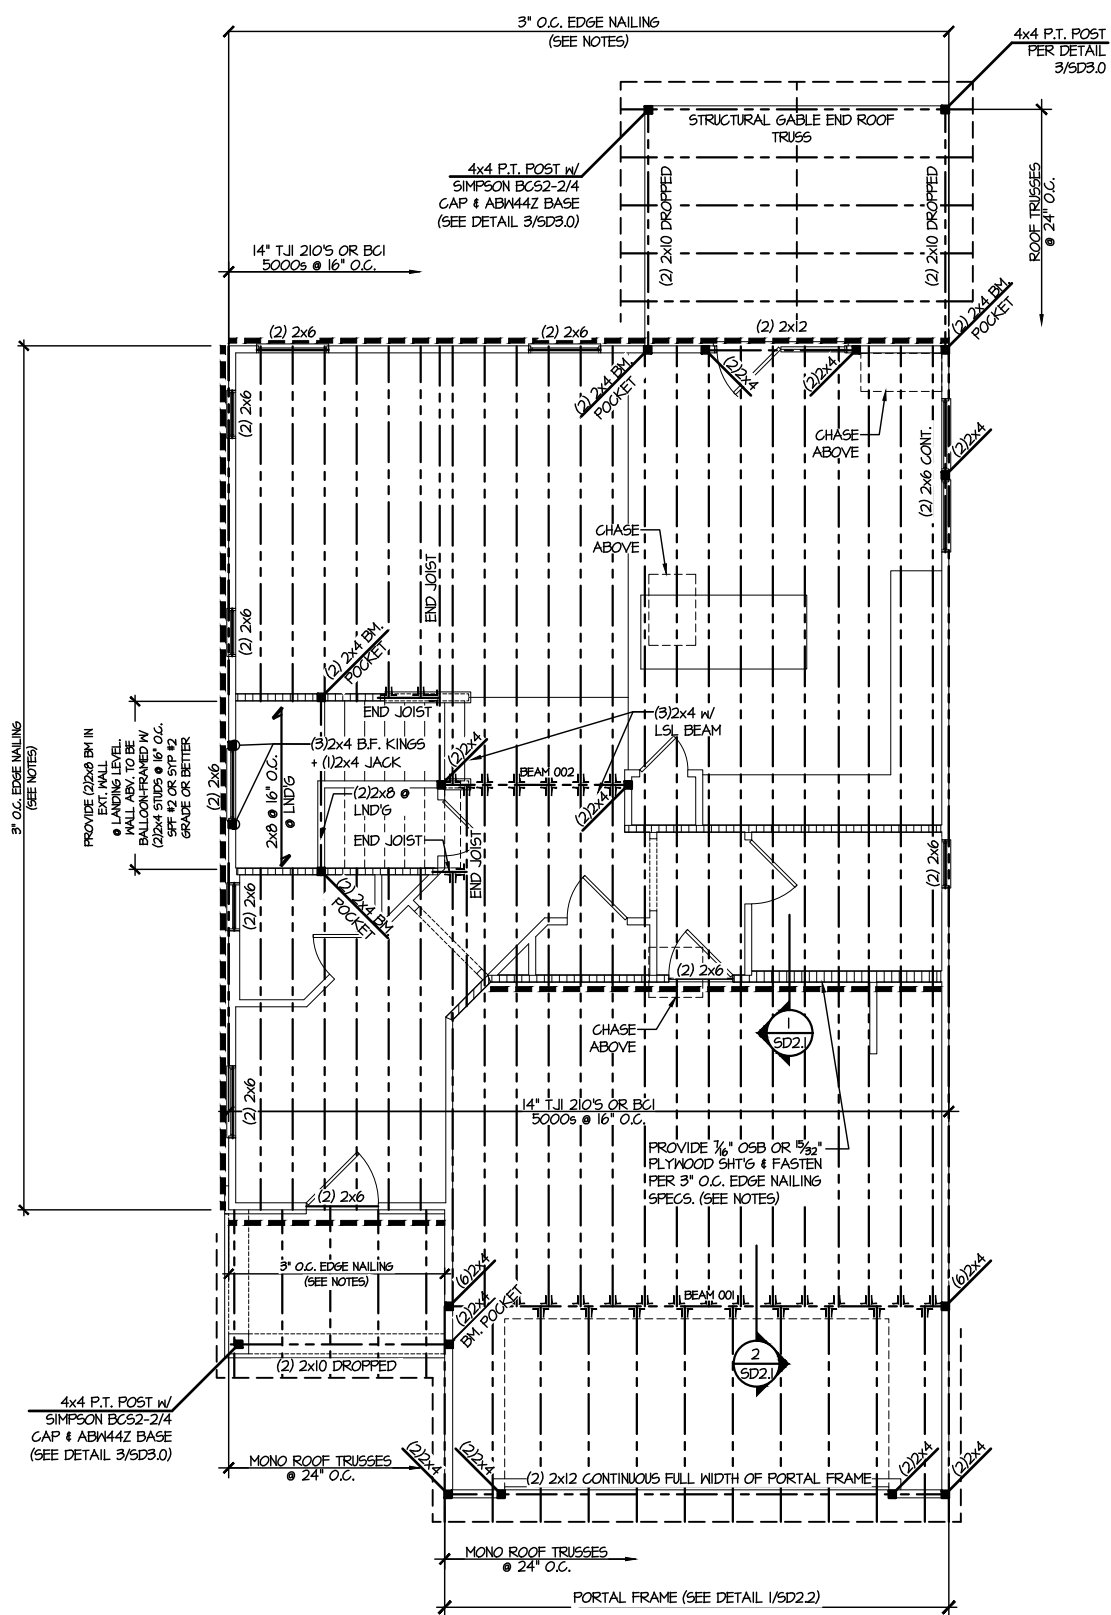 3" O.C. EDGE NAILING
(SEE NOTES)
4x4 P.T. POST
PER DETAIL
3/SD3.0
STRUCTURAL GABLE END ROOF
TRUSS
4x4 P.T. POST W/
SIMPSON BCS2-2/4
CAP & ABW44Z BASE
(SEE DETAIL 3/SD3.0)
(2) 2x10 DROPPED
(2) 2x10 DROPPED
ROOF TRUSSES
@ 24" O.C.
14" TJI 210'S OR BCI
5000s @ 16" O.C.
(2) 2x6
(2) 2x6
(2) 2x12
(2) 2x4 BM.
POCKET
(2) 2x4 BM.
POCKET
(2)2x4
(2)2x4
(2) 2x6
CHASE
ABOVE
(2) 2x6 CONT.
(2)2x4
CHASE
ABOVE
END JOIST
(2) 2x6
(2) 2x4 BM.
POCKET
END JOIST
(3)2x4 W/
LSL BEAM
3" O.C. EDGE NAILING
(SEE NOTES)
PROVIDE (2)2x8 BM IN
EXT. WALL
@ LANDING LEVEL.
WALL ABV. TO BE
BALLOON-FRAMED W/
(2)2x4 STUDS @ 16" O.C.
SPF #2 OR SYP #2
GRADE OR BETTER
(2) 2x6
2x8 @ 16" O.C.
@ LND'G
(3)2x4 B.F. KINGS
+ (1)2x4 JACK
(2)2x4
BEAM 002
(2)2x4
(2)2x8 @
LND'G
END JOIST
END JOIST
(2) 2x6
(2) 2x6
(2) 2x4 BM
POCKET
(2) 2x6
CHASE
ABOVE
1
SD2.1
(2) 2x6
14" TJI 210'S OR BCI
5000s @ 16" O.C.
PROVIDE 7/16" OSB OR 15/32"
PLYWOOD SHT'G & FASTEN
PER 3" O.C. EDGE NAILING
SPECS. (SEE NOTES)
(2) 2x6
3" O.C. EDGE NAILING
(SEE NOTES)
(6)2x4
(2)2x4
BM. POCKET
BEAM 001
(6)2x4
2
SD2.1
(2) 2x10 DROPPED
4x4 P.T. POST W/
SIMPSON BCS2-2/4
CAP & ABW44Z BASE
(SEE DETAIL 3/SD3.0)
MONO ROOF TRUSSES
@ 24" O.C.
(2)2x4
(2)2x4
(2) 2x12 CONTINUOUS FULL WIDTH OF PORTAL FRAME
(2)2x4
(2)2x4
MONO ROOF TRUSSES
@ 24" O.C.
PORTAL FRAME (SEE DETAIL 1/SD2.2)